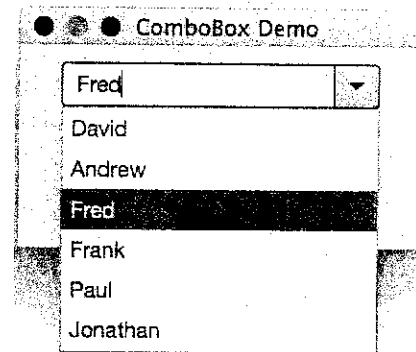 ComboBox Demo
Fred
David
Andrew
Fred
Frank
Paul
Jonathan